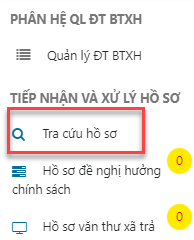 PHÂN HỆ QL ĐT BTXH
Quản lý ĐT BTXH
TIẾP NHẬN VÀ XỬ LÝ HỒ SƠ
Tra cứu hồ sơ
0
Hồ sơ đề nghị hưởng
chính sách
0
Hồ sơ văn thư xã trả